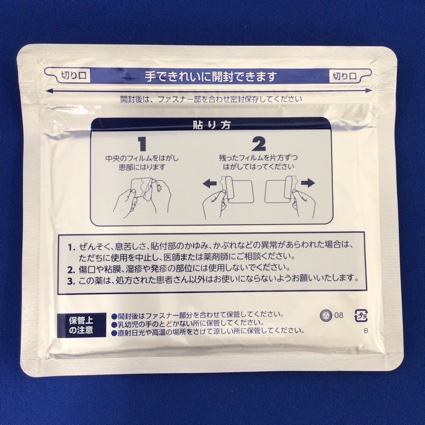 切り口 手できれいに開封できます 切り口
開封後は、ファスナー部を合わせ密封保存してください
貼り方
1 2
中央のフィルムをはがし 残ったフィルムを片方ずつ
患部にはります はがしてはってください
1. ぜんそく、息苦しさ、貼付部のかゆみ、かぶれなどの異常があらわれた場合は、
ただちに使用を中止し、医師または薬剤師にご相談ください。
2. 傷口や粘膜、湿疹や発疹の部位には使用しないでください。
3. この薬は、処方された患者さん以外はお使いにならないようお願いいたします。
保管上
の注意
●開封後はファスナー部分を合わせて保管してください。
●乳幼児の手のとどかない所に保管してください。
●直射日光や高温の場所をさけて涼しい所に保管してください。
08
プラ
B